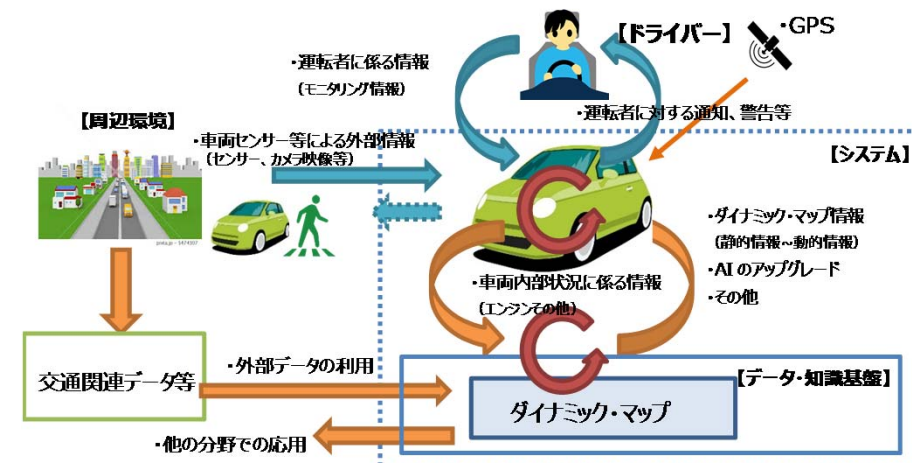 【ドライバー】
・GPS
・運転者に係る情報
(モニタリング情報)
・運転者に対する通知、警告等
【周辺環境】
・車両センサー等による外部情報
(センサー、カメラ映像等)
【システム】
・ダイナミック・マップ情報
(静的情報~動的情報)
・AIのアップグレード
・その他
・車両内部状況に係る情報
(エンジンその他)
交通関連データ等
・外部データの利用
【データ・知識基盤】
ダイナミック・マップ
・他の分野での応用